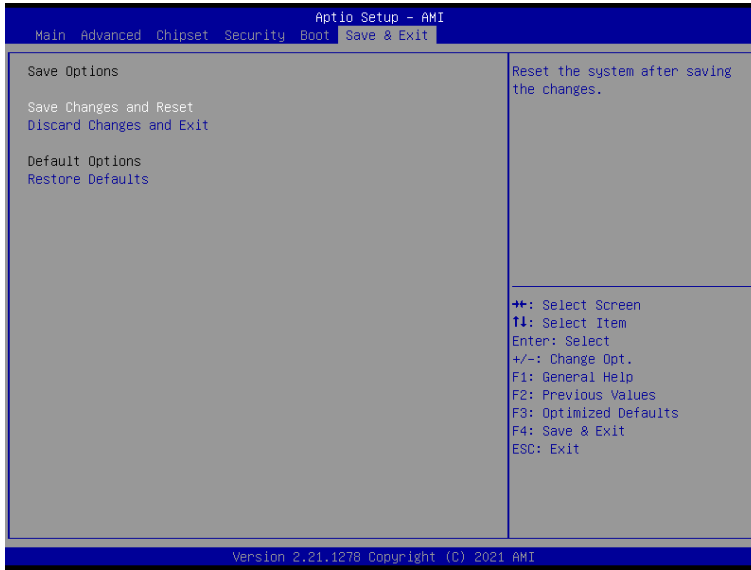 Aptio Setup – AMI
Main Advanced Chipset Security Boot Save & Exit
Save Options
Save Changes and Reset
Discard Changes and Exit
Default Options
Restore Defaults
Reset the system after saving
the changes.
→←: Select Screen
↑↓: Select Item
Enter: Select
+/-: Change Opt.
F1: General Help
F2: Previous Values
F3: Optimized Defaults
F4: Save & Exit
ESC: Exit
Version 2.21.1278 Copyright (C) 2021 AMI